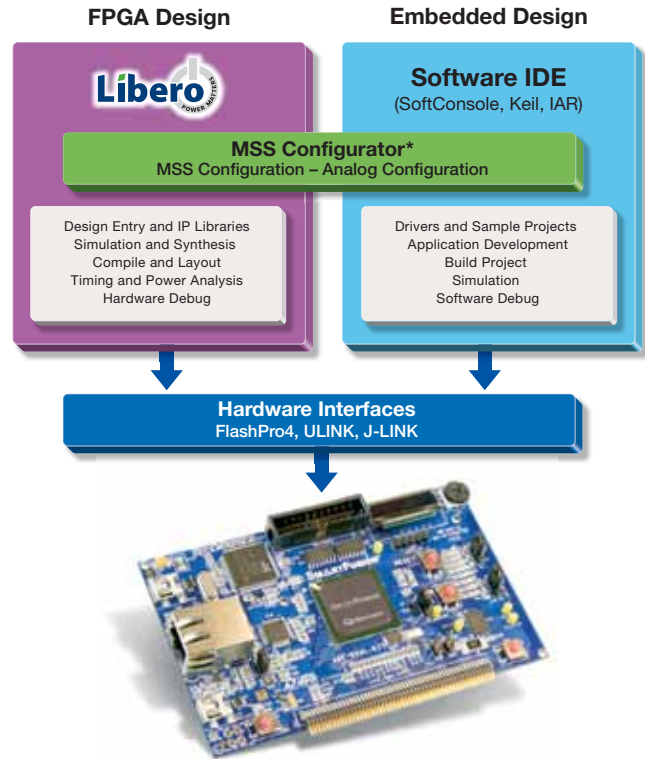 FPGA Design
Embedded Design
Libero
POWER MATTERS
Software IDE
(SoftConsole, Keil, IAR)
MSS Configurator*
MSS Configuration – Analog Configuration
Design Entry and IP Libraries
Simulation and Synthesis
Compile and Layout
Timing and Power Analysis
Hardware Debug
Drivers and Sample Projects
Application Development
Build Project
Simulation
Software Debug
Hardware Interfaces
FlashPro4, ULINK, J-LINK
SmartFusion